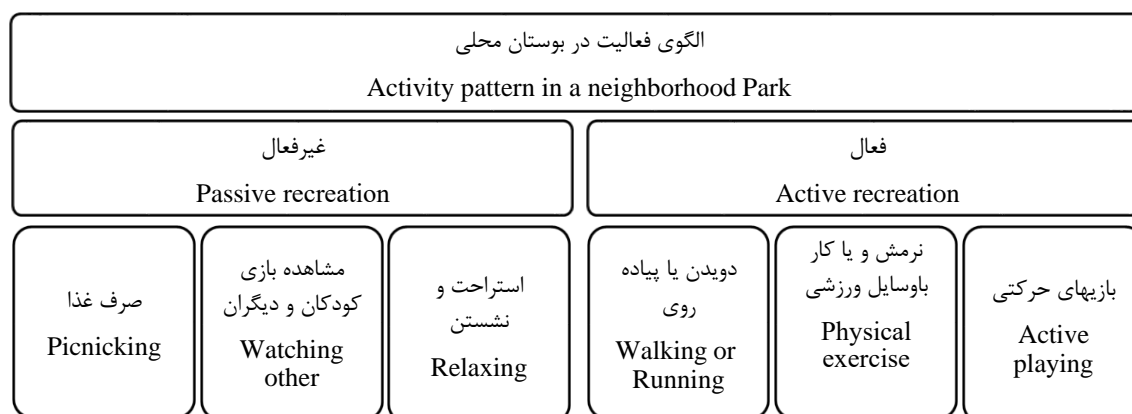 الگوی فعالیت در بوستان محلی
Activity pattern in a neighborhood Park
فعال
Active recreation
غیرفعال
Passive recreation
بازیهای حرکتی
Active
playing
نرمش و یا کار
باوسایل ورزشی
Physical
exercise
دویدن یا پیاده
روی
Walking or
Running
استراحت و
نشستن
Relaxing
مشاهده بازی
کودکان و دیگران
Watching
other
صرف غذا
Picnicking